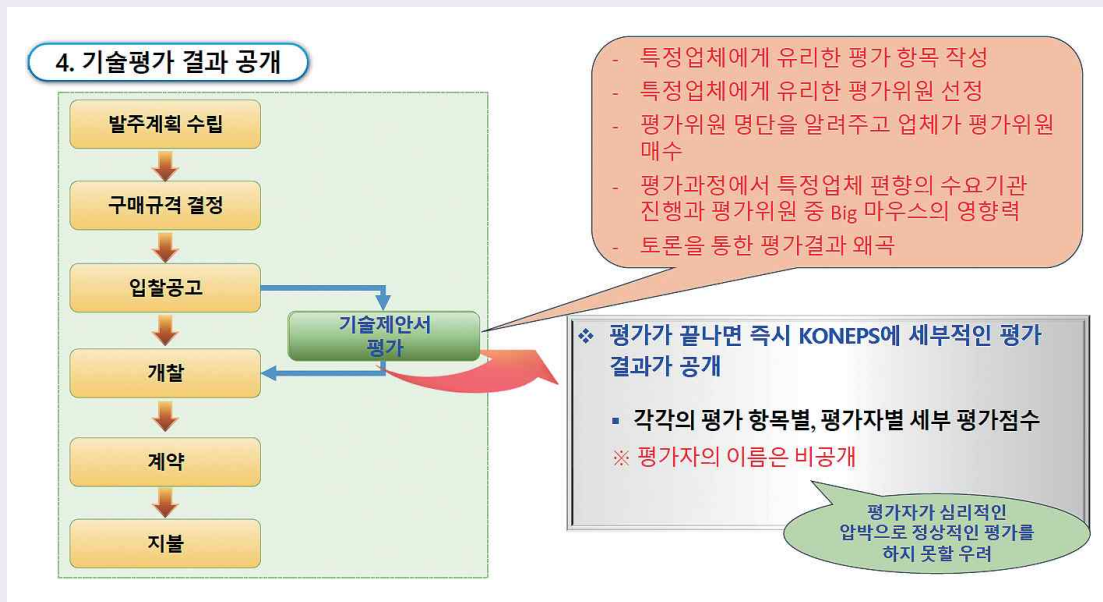 4. 기술평가 결과 공개
발주계획 수립
구매규격 결정
입찰공고
기술제안서
평가
개찰
계약
지불
- 특정업체에게 유리한 평가 항목 작성
- 특정업체에게 유리한 평가위원 선정
- 평가위원 명단을 알려주고 업체가 평가위원
매수
- 평가과정에서 특정업체 편향의 수요기관
진행과 평가위원 중 Big 마우스의 영향력
- 토론을 통한 평가결과 왜곡
❖ 평가가 끝나면 즉시 KONEPS에 세부적인 평가
결과가 공개
▪ 각각의 평가 항목별, 평가자별 세부 평가점수
※ 평가자의 이름은 비공개
평가자가 심리적인
압박으로 정상적인 평가를
하지 못할 우려